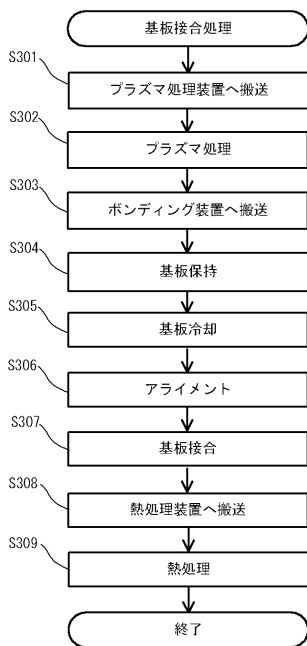 基板接合処理
S301
プラズマ処理装置へ搬送
S302
プラズマ処理
S303
ボンディング装置へ搬送
S304
基板保持
S305
基板冷却
S306
アライメント
S307
基板接合
S308
熱処理装置へ搬送
S309
熱処理
終了